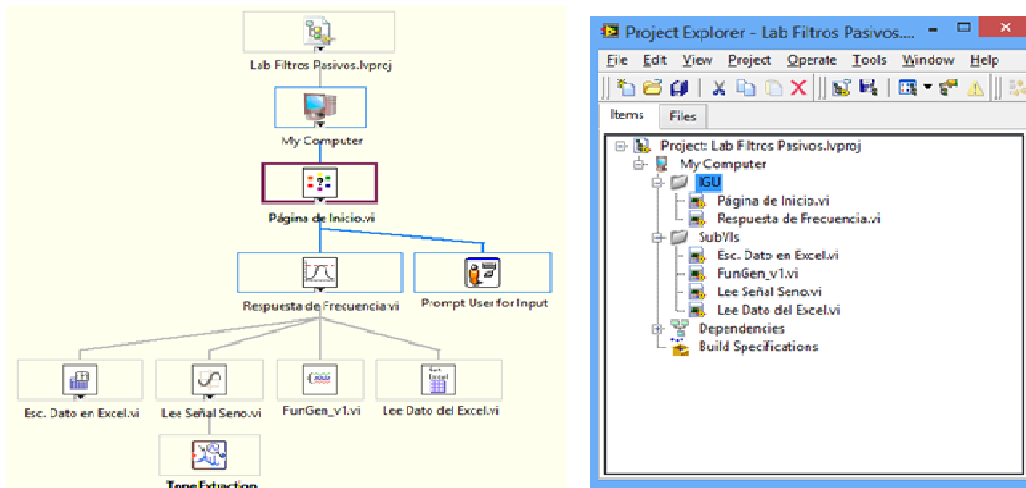 Lab Filtros Pasivos.lvproj
My Computer
Página de Inicio.vi
Respuesta de Frecuencia.vi
Prompt User for Input
Esc. Dato en Excel.vi
Lee Señal Seno.vi
FunGen_v1.vi
Lee Dato del Excel.vi
Tone Extraction
Project Explorer - Lab Filtros Pasivos....
File Edit View Project Operate Tools Window Help
Items Files
Project: Lab Filtros Pasivos.lvproj
My Computer
IGU
Página de Inicio.vi
Respuesta de Frecuencia.vi
SubVIs
Esc. Dato en Excel.vi
FunGen_v1.vi
Lee Señal Seno.vi
Lee Dato del Excel.vi
Dependencies
Build Specifications